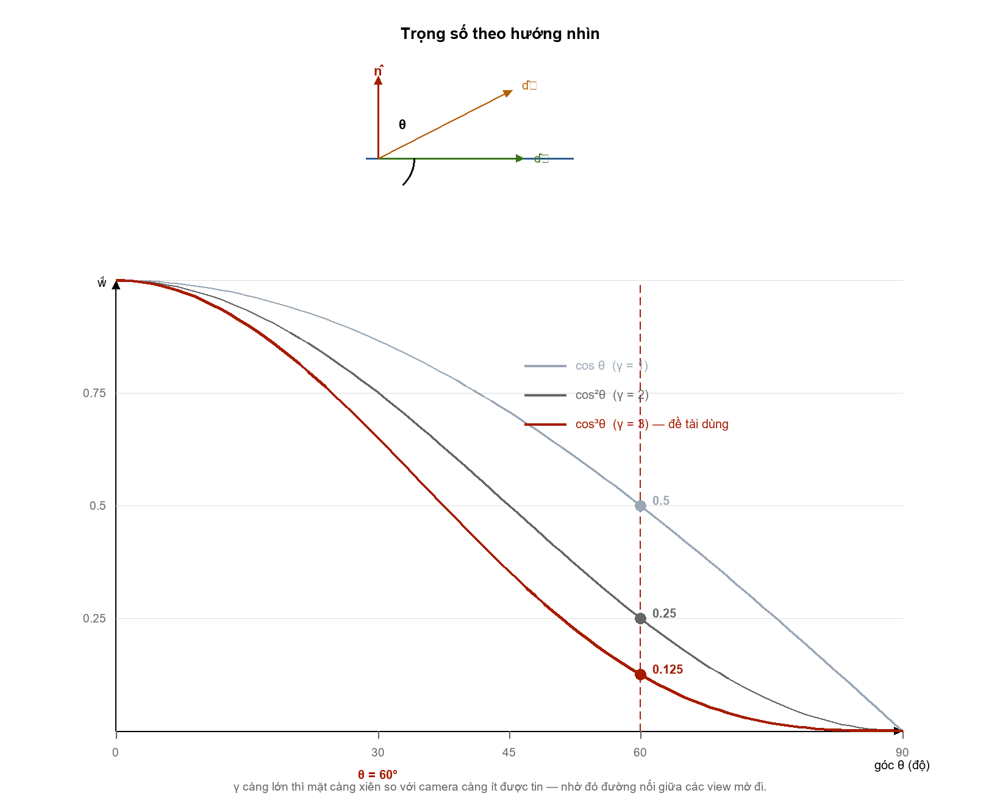 Trọng số theo hướng nhìn
n̂
d̂□
θ
d̂□
1
w
cos θ (γ = 1)
0.75
cos²θ (γ = 2)
cos³θ (γ = 3) — đề tài dùng
0.5
0.5
0.25
0.25
0.125
0
30
45
60
90
góc θ (độ)
θ = 60°
γ càng lớn thì mặt càng xiên so với camera càng ít được tin — nhờ đó đường nối giữa các view mờ đi.